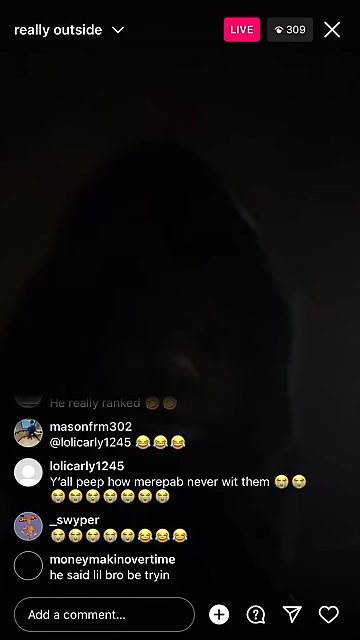 really outside
LIVE
309
He really ranked 🤣🤣
masonfrm302
@lolicarly1245 😂😂😂
lolicarly1245
Y'all peep how merepab never wit them 😭😭
😭😭😭😭😭😭😭
_swyper
😭😭😭😭😭😂😂😂
moneymakinovertime
he said lil bro be tryin
Add a comment...